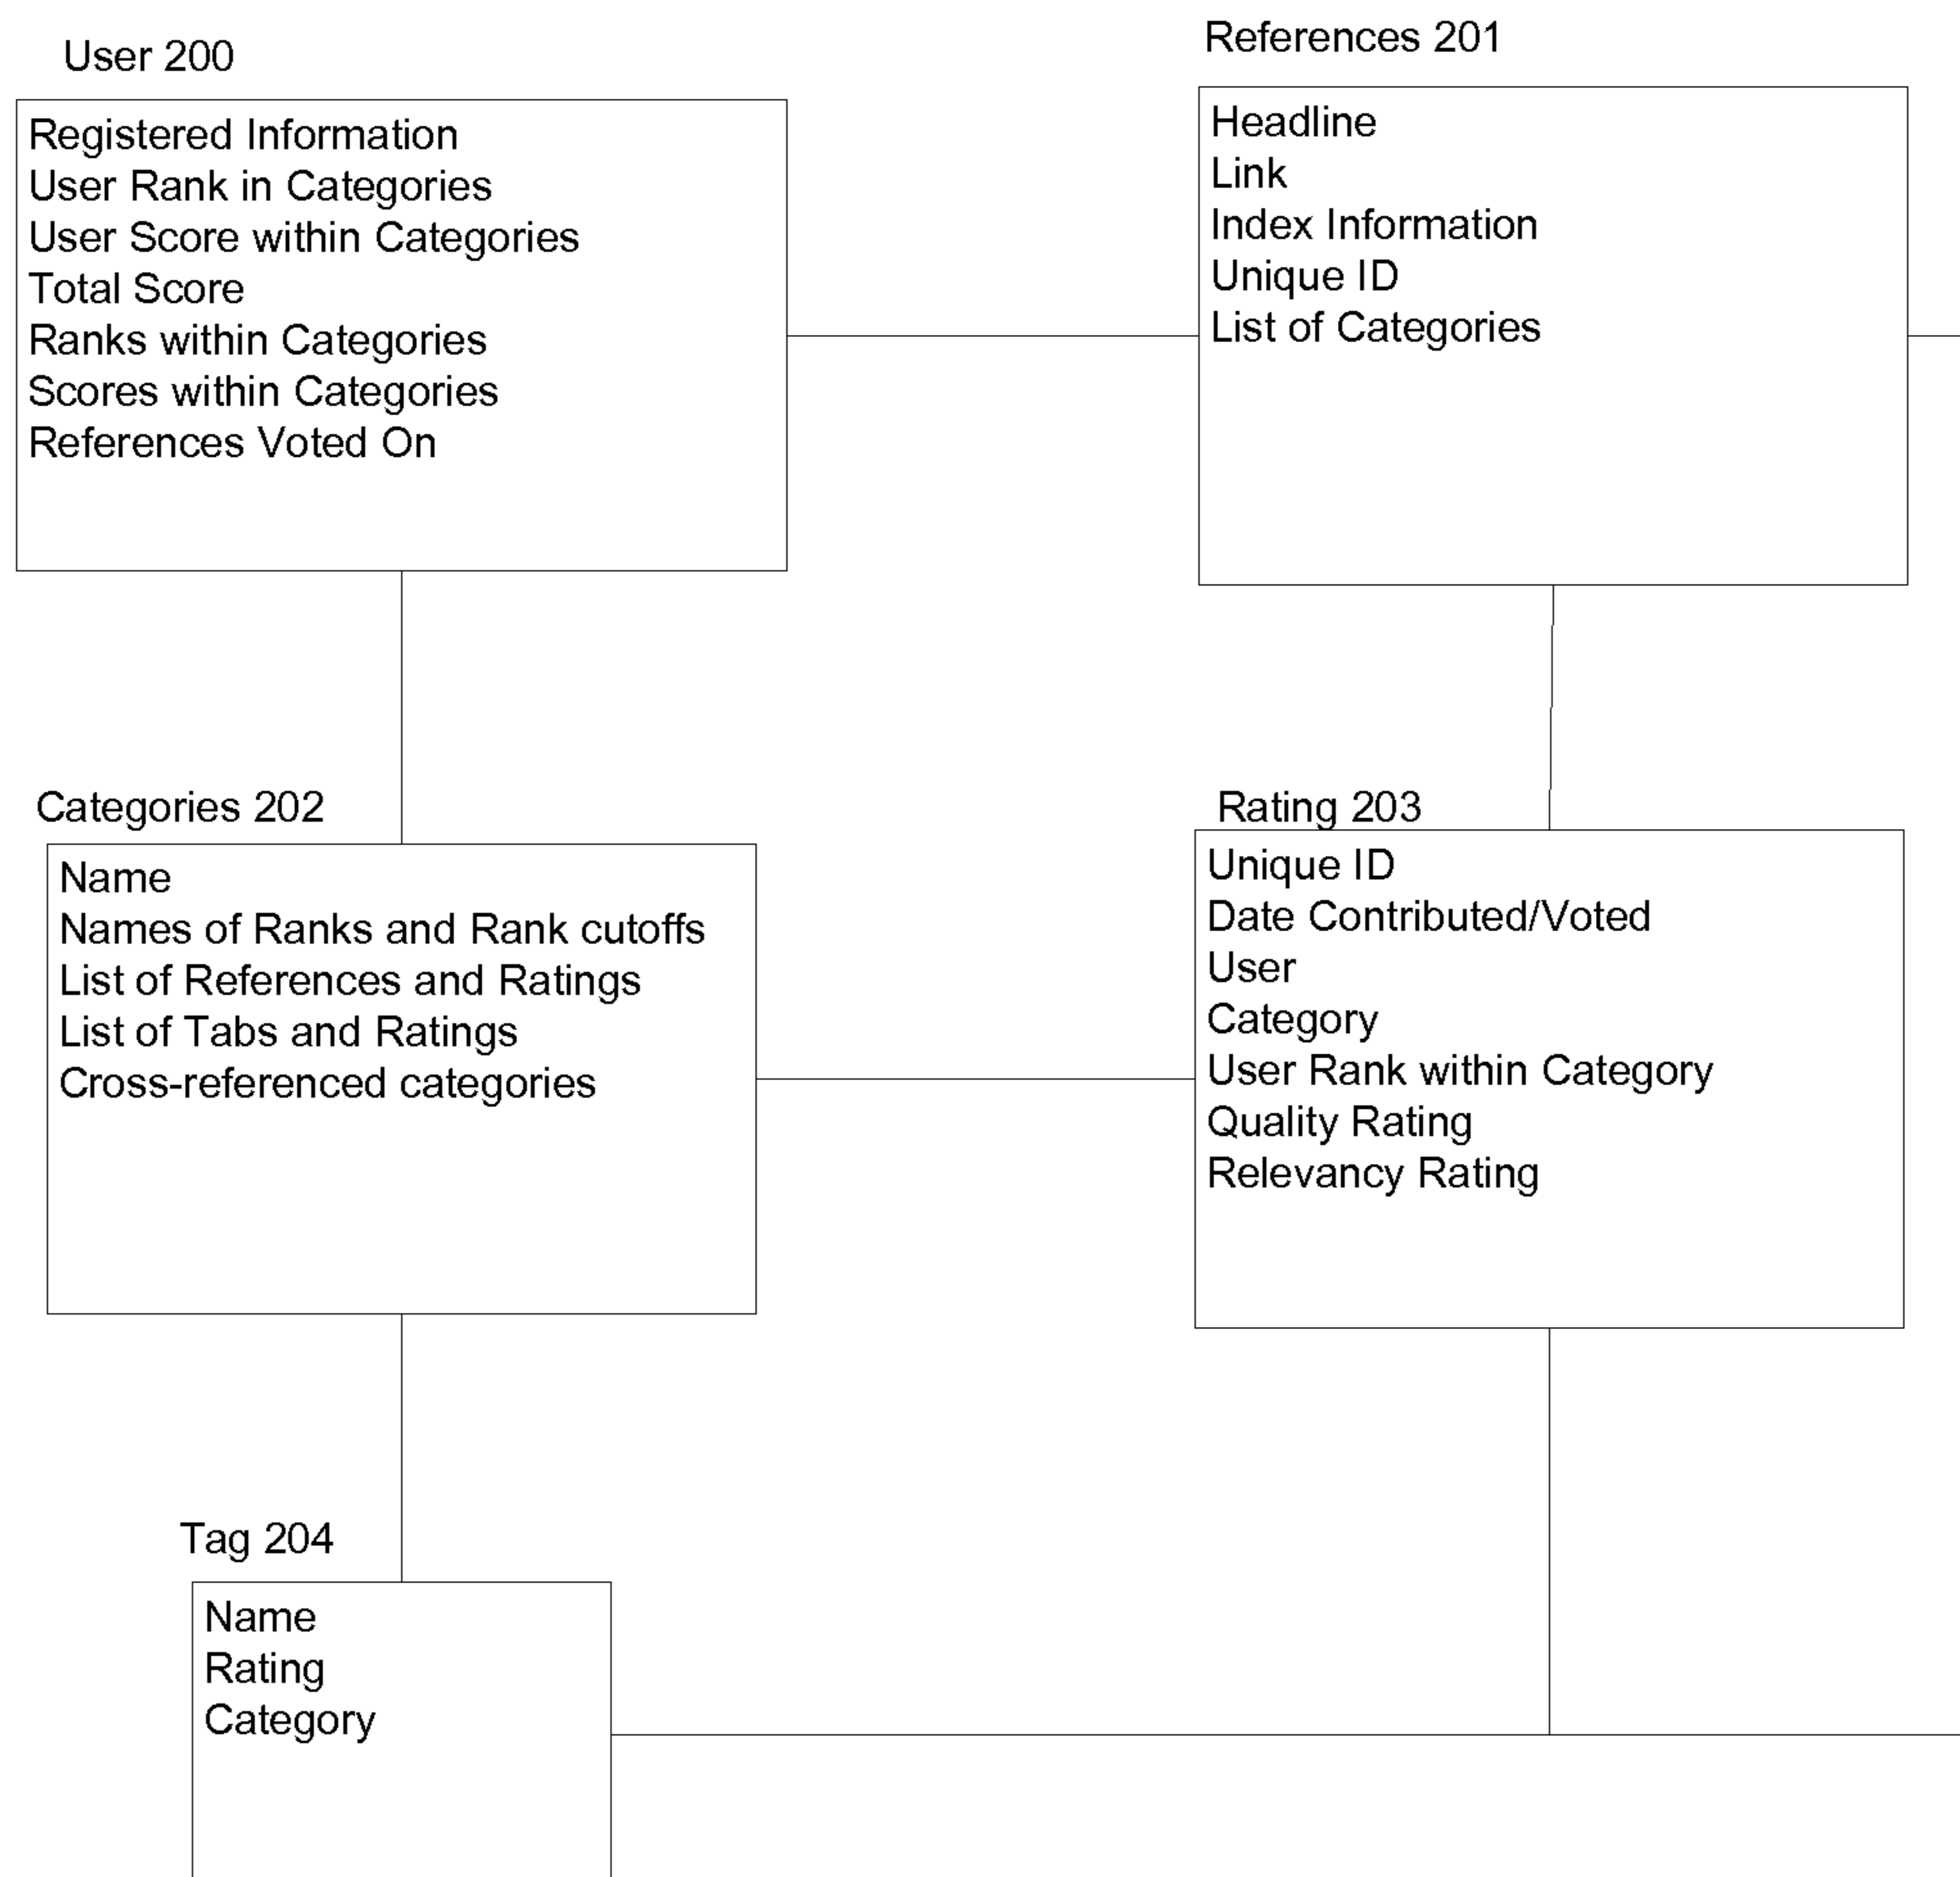 User 200
Registered Information
User Rank in Categories
User Score within Categories
Total Score
Ranks within Categories
Scores within Categories
References Voted On
References 201
Headline
Link
Index Information
Unique ID
List of Categories
Categories 202
Name
Names of Ranks and Rank cutoffs
List of References and Ratings
List of Tabs and Ratings
Cross-referenced categories
Rating 203
Unique ID
Date Contributed/Voted
User
Category
User Rank within Category
Quality Rating
Relevancy Rating
Tag 204
Name
Rating
Category